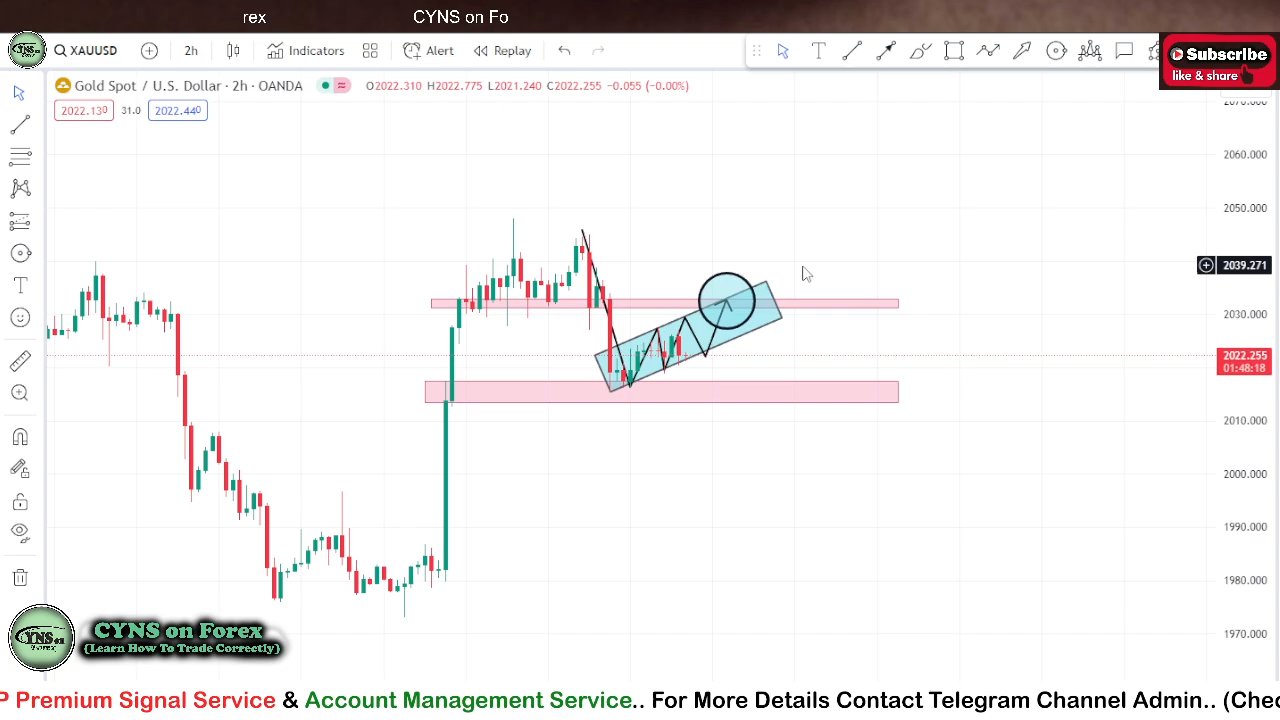 rex CYNS on Fo
XAUUSD 2h Indicators Alert Replay
Subscribe
like & share
Gold Spot / U.S. Dollar · 2h · OANDA O2022.310 H2022.775 L2021.240 C2022.255 -0.055 (-0.00%)
2022.130 31.0 2022.440
2070.000
2060.000
2050.000
2039.271
2030.000
2022.255
01:48:18
2010.000
2000.000
1990.000
1980.000
1970.000
CYNS on Forex
{Learn How To Trade Correctly}
P Premium Signal Service & Account Management Service.. For More Details Contact Telegram Channel Admin.. (Chec